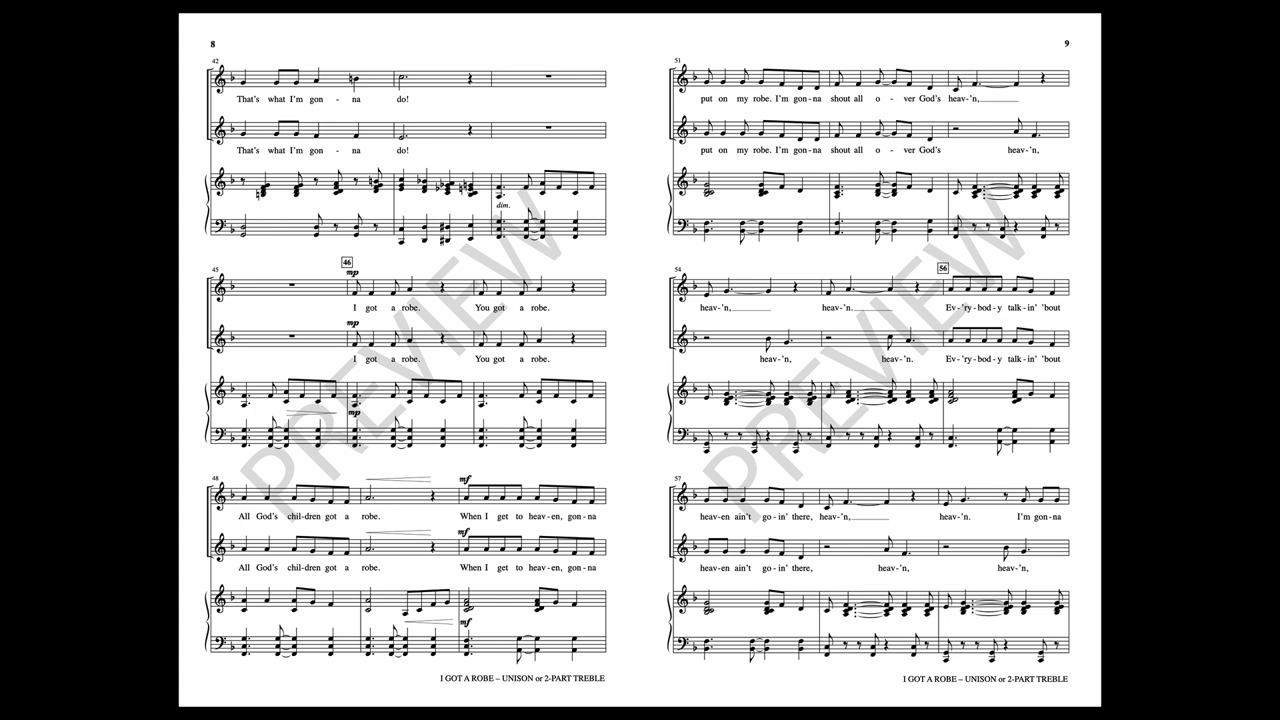 8
42
That's what I'm gon - na do!
That's what I'm gon - na do!
dim.
45
46
mp
I got a robe. You got a robe.
mp
I got a robe. You got a robe.
mp
48
mf
All God's chil-dren got a robe. When I get to heav-en, gon-na
mf
All God's chil-dren got a robe. When I get to heav-en, gon-na
mf
I GOT A ROBE – UNISON or 2-PART TREBLE
9
51
put on my robe. I'm gon-na shout all o - ver God's heav-'n,
put on my robe. I'm gon-na shout all o - ver God's heav-'n,
54
56
heav-'n, heav-'n. Ev-'ry-bod-y talk-in' 'bout
heav-'n, heav-'n. Ev-'ry-bod-y talk-in' 'bout
57
heav-en ain't go-in' there, heav-'n, heav-'n. I'm gon-na
heav-en ain't go-in' there, heav-'n, heav-'n,
I GOT A ROBE – UNISON or 2-PART TREBLE
PREVIEW
PREVIEW